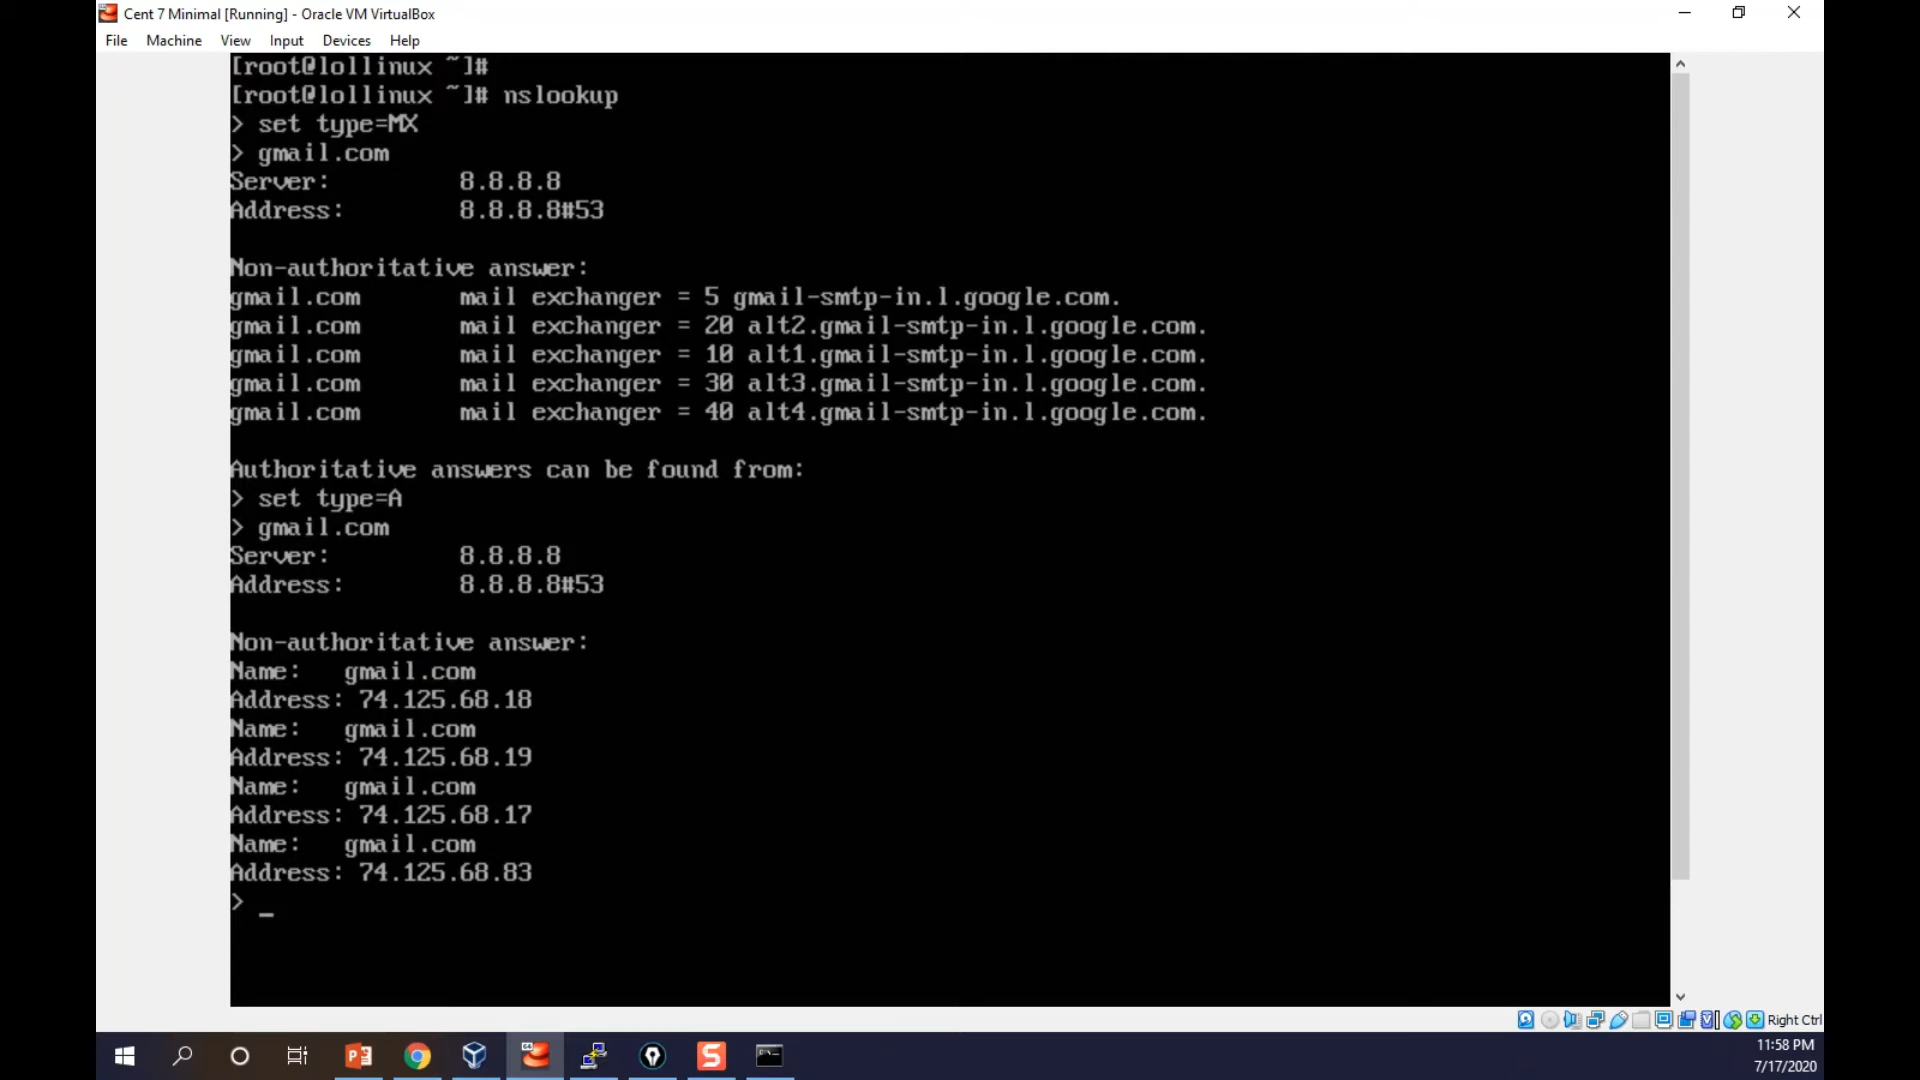 Cent 7 Minimal [Running] - Oracle VM VirtualBox
File Machine View Input Devices Help
[root@lollinux ~]#
[root@lollinux ~]# nslookup
> set type=MX
> gmail.com
Server: 8.8.8.8
Address: 8.8.8.8#53
Non-authoritative answer:
gmail.com mail exchanger = 5 gmail-smtp-in.l.google.com.
gmail.com mail exchanger = 20 alt2.gmail-smtp-in.l.google.com.
gmail.com mail exchanger = 10 alt1.gmail-smtp-in.l.google.com.
gmail.com mail exchanger = 30 alt3.gmail-smtp-in.l.google.com.
gmail.com mail exchanger = 40 alt4.gmail-smtp-in.l.google.com.
Authoritative answers can be found from:
> set type=A
> gmail.com
Server: 8.8.8.8
Address: 8.8.8.8#53
Non-authoritative answer:
Name: gmail.com
Address: 74.125.68.18
Name: gmail.com
Address: 74.125.68.19
Name: gmail.com
Address: 74.125.68.17
Name: gmail.com
Address: 74.125.68.83
> _
Right Ctrl
11:58 PM
7/17/2020